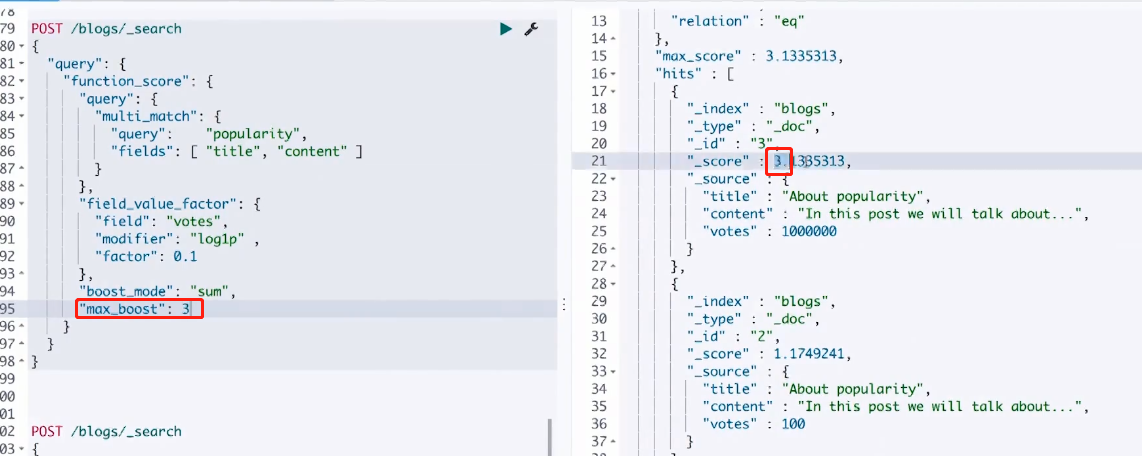 78
79 POST /blogs/_search
80 {
81 "query": {
82 "function_score": {
83 "query": {
84 "multi_match": {
85 "query": "popularity",
86 "fields": [ "title", "content" ]
87 }
88 },
89 "field_value_factor": {
90 "field": "votes",
91 "modifier": "log1p" ,
92 "factor": 0.1
93 },
94 "boost_mode": "sum",
95 "max_boost": 3
96 }
97 }
98 }
99
00
01
02 POST /blogs/_search
03 {
13 "relation" : "eq"
14 },
15 "max_score" : 3.1335313,
16 "hits" : [
17 {
18 "_index" : "blogs",
19 "_type" : "_doc",
20 "_id" : "3",
21 "_score" : 3.1335313,
22 "_source" : {
23 "title" : "About popularity",
24 "content" : "In this post we will talk about...",
25 "votes" : 1000000
26 }
27 },
28 {
29 "_index" : "blogs",
30 "_type" : "_doc",
31 "_id" : "2",
32 "_score" : 1.1749241,
33 "_source" : {
34 "title" : "About popularity",
35 "content" : "In this post we will talk about...",
36 "votes" : 100
37 }
38 }